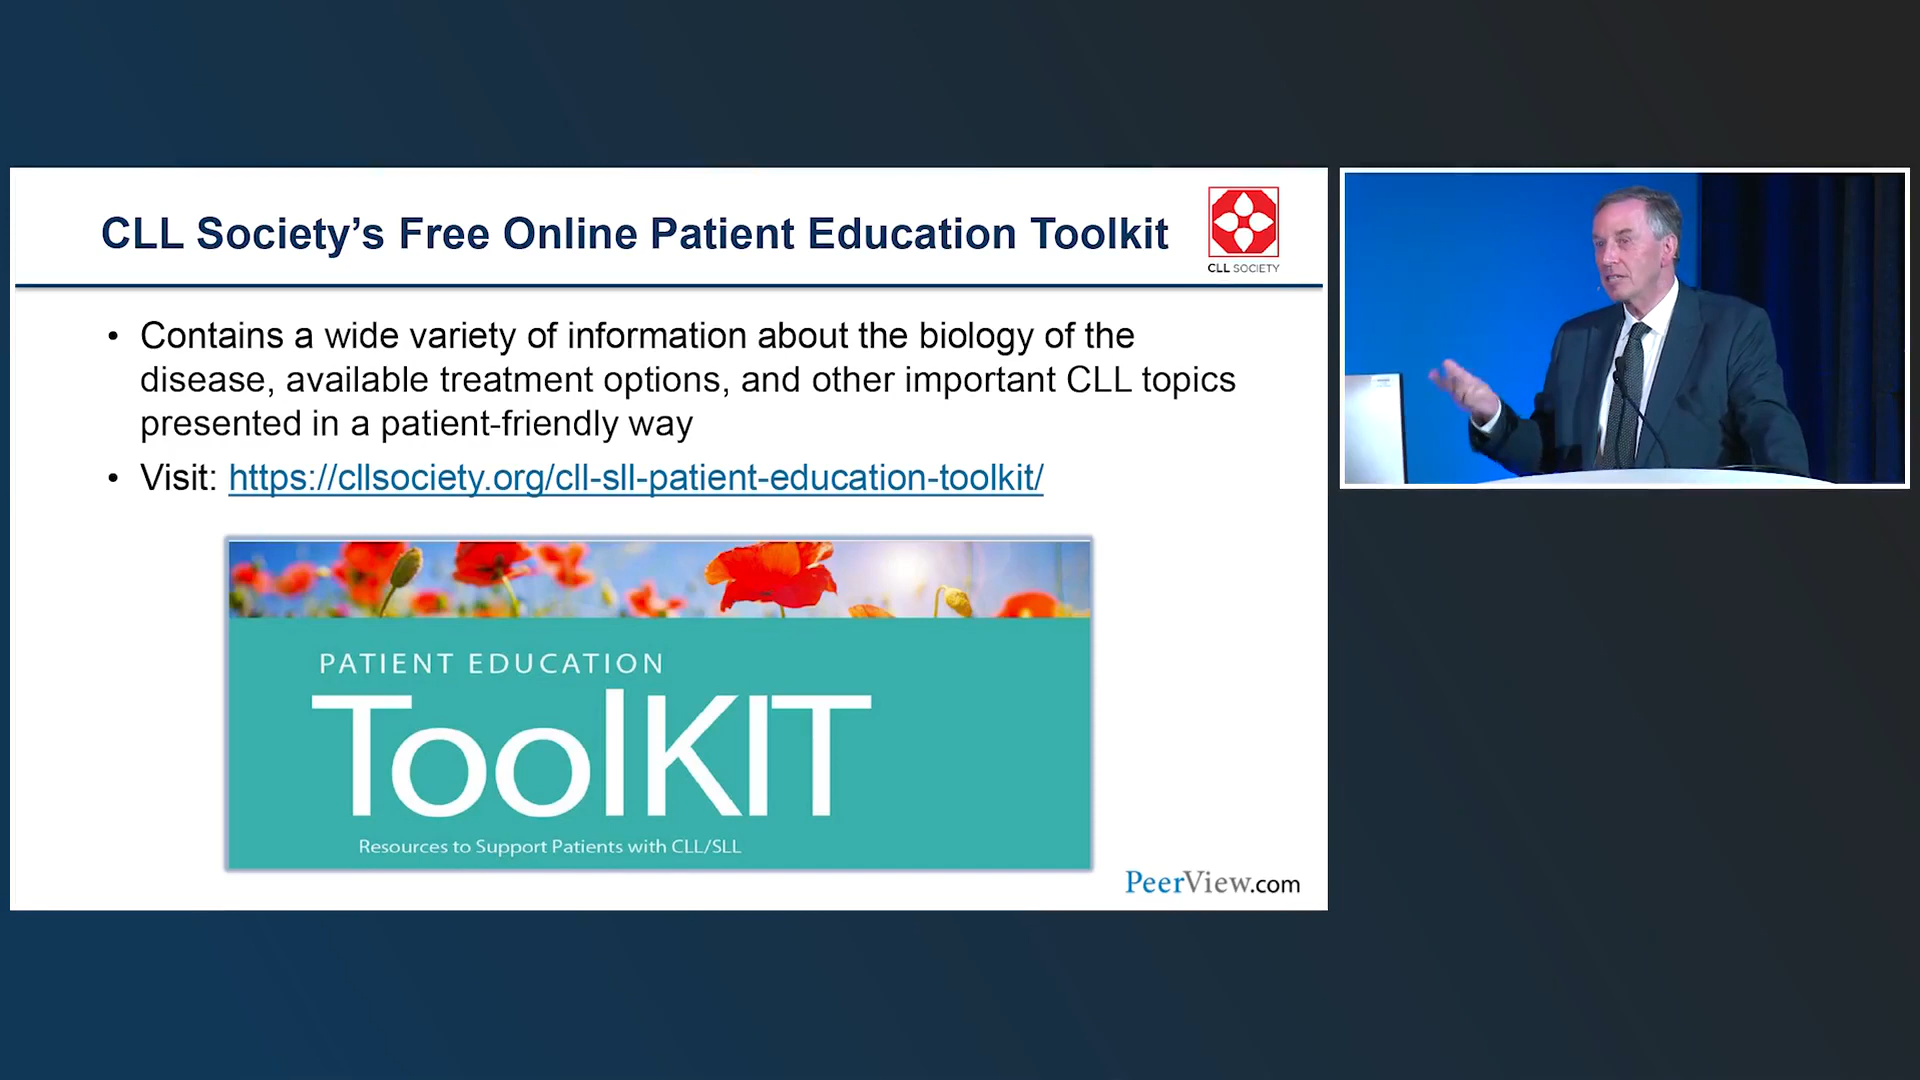 CLL Society’s Free Online Patient Education Toolkit
CLL SOCIETY
• Contains a wide variety of information about the biology of the
disease, available treatment options, and other important CLL topics
presented in a patient-friendly way
• Visit: https://cllsociety.org/cll-sll-patient-education-toolkit/
PATIENT EDUCATION
ToolKIT
Resources to Support Patients with CLL/SLL
PeerView.com